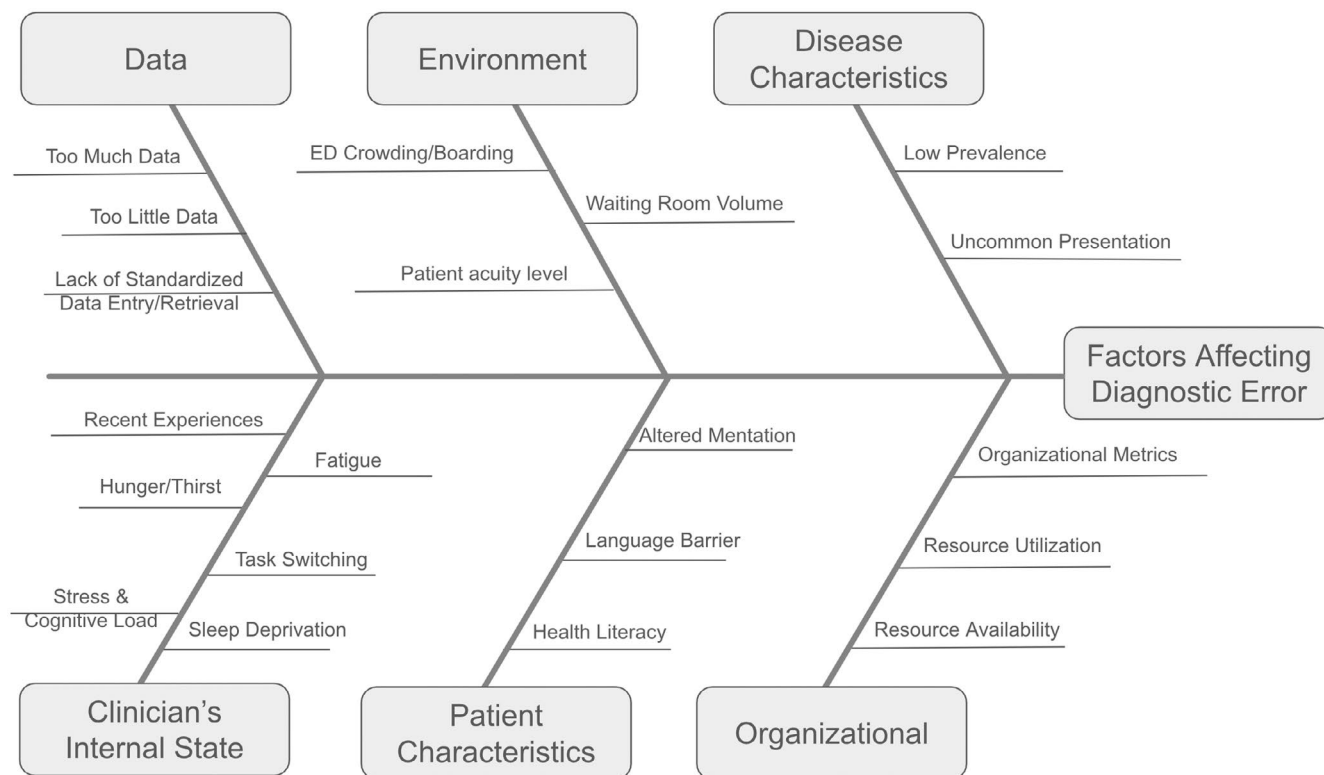 Data
Environment
Disease
Characteristics
Too Much Data
Too Little Data
Lack of Standardized
Data Entry/Retrieval
ED Crowding/Boarding
Waiting Room Volume
Patient acuity level
Low Prevalence
Uncommon Presentation
Factors Affecting
Diagnostic Error
Recent Experiences
Fatigue
Hunger/Thirst
Task Switching
Stress &
Cognitive Load
Sleep Deprivation
Altered Mentation
Language Barrier
Health Literacy
Organizational Metrics
Resource Utilization
Resource Availability
Clinician’s
Internal State
Patient
Characteristics
Organizational